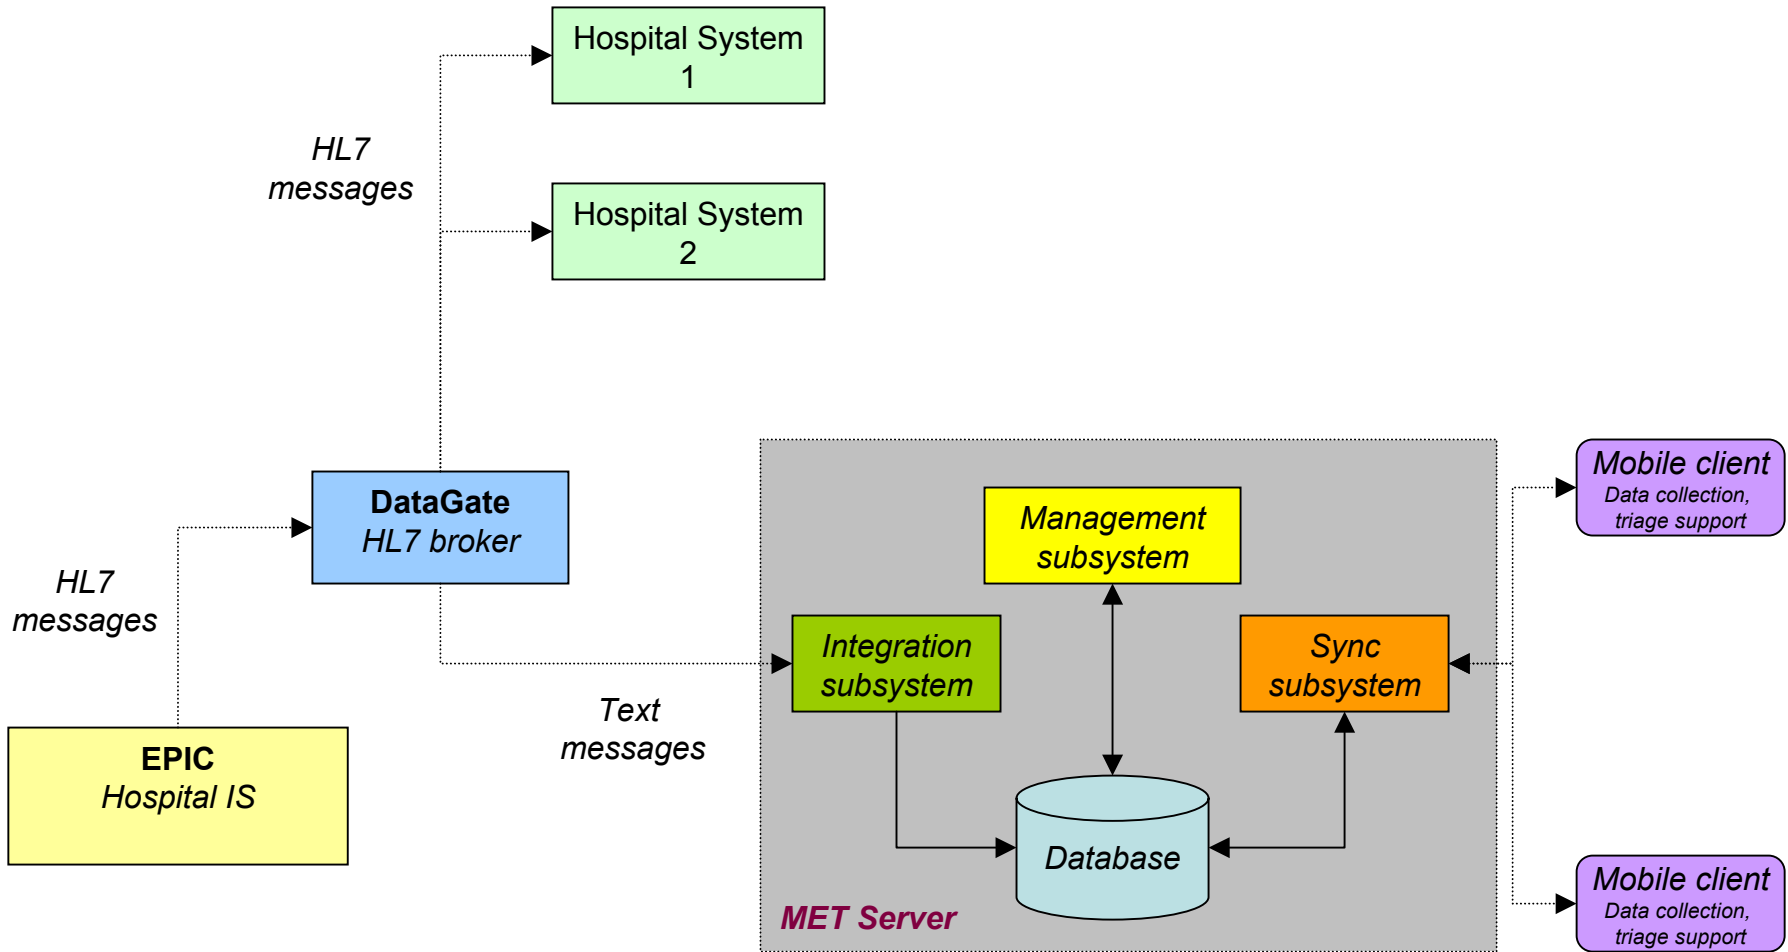 Hospital System
1
HL7
messages
Hospital System
2
DataGate
HL7 broker
HL7
messages
EPIC
Hospital IS
Text
messages
Management
subsystem
Integration
subsystem
Sync
subsystem
Database
MET Server
Mobile client
Data collection,
triage support
Mobile client
Data collection,
triage support